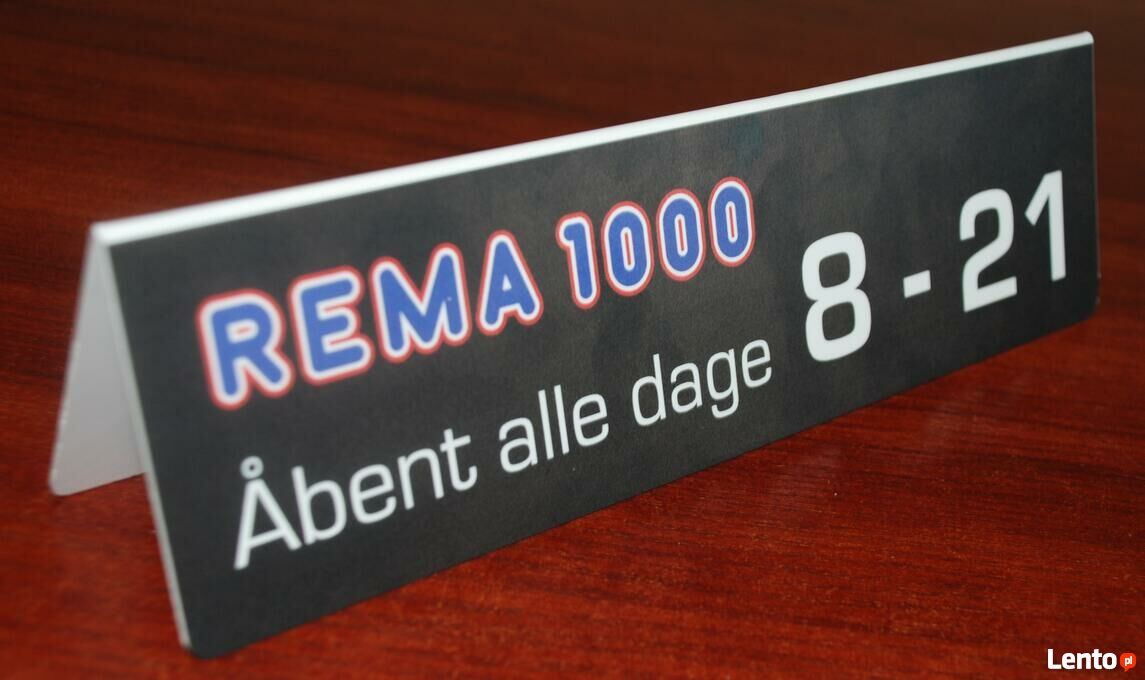 REMA 1000
Åbent alle dage 8 - 21
Lento pl